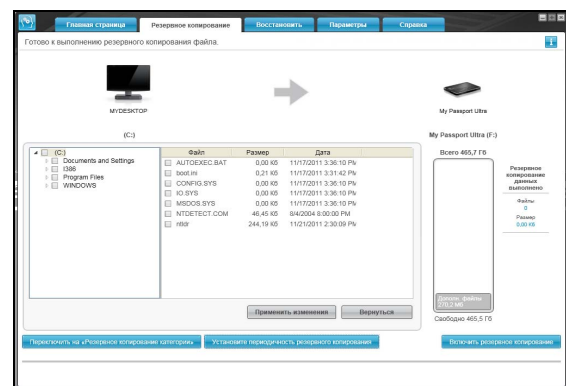 Главная страница
Резервное копирование
Восстановить
Параметры
Справка
Готово к выполнению резервного копирования файла.
MYDESKTOP
My Passport Ultra
(C:)
My Passport Ultra (F:)
(C:)
Documents and Settings
I386
Program Files
WINDOWS
Файл Размер Дата
AUTOEXEC.BAT 0,00 Кб 11/17/2011 3:36:10 PM
boot.ini 0,21 Кб 11/17/2011 3:31:42 PM
CONFIG.SYS 0,00 Кб 11/17/2011 3:36:10 PM
IO.SYS 0,00 Кб 11/17/2011 3:36:10 PM
MSDOS.SYS 0,00 Кб 11/17/2011 3:36:10 PM
NTDETECT.COM 46,45 Кб 8/4/2004 8:00:00 PM
ntldr 244,19 Кб 11/21/2011 2:30:09 PM
Применить изменения
Вернуться
Всего 465,7 Гб
Дополн. файлы
270,2 Мб
Свободно 465,5 Гб
Резервное
копирование
данных
выполнено
Файлы
0
Размер
0,00 Кб
Переключить на «Резервное копирование категории»
Установите периодичность резервного копирования
Включить резервное копирование